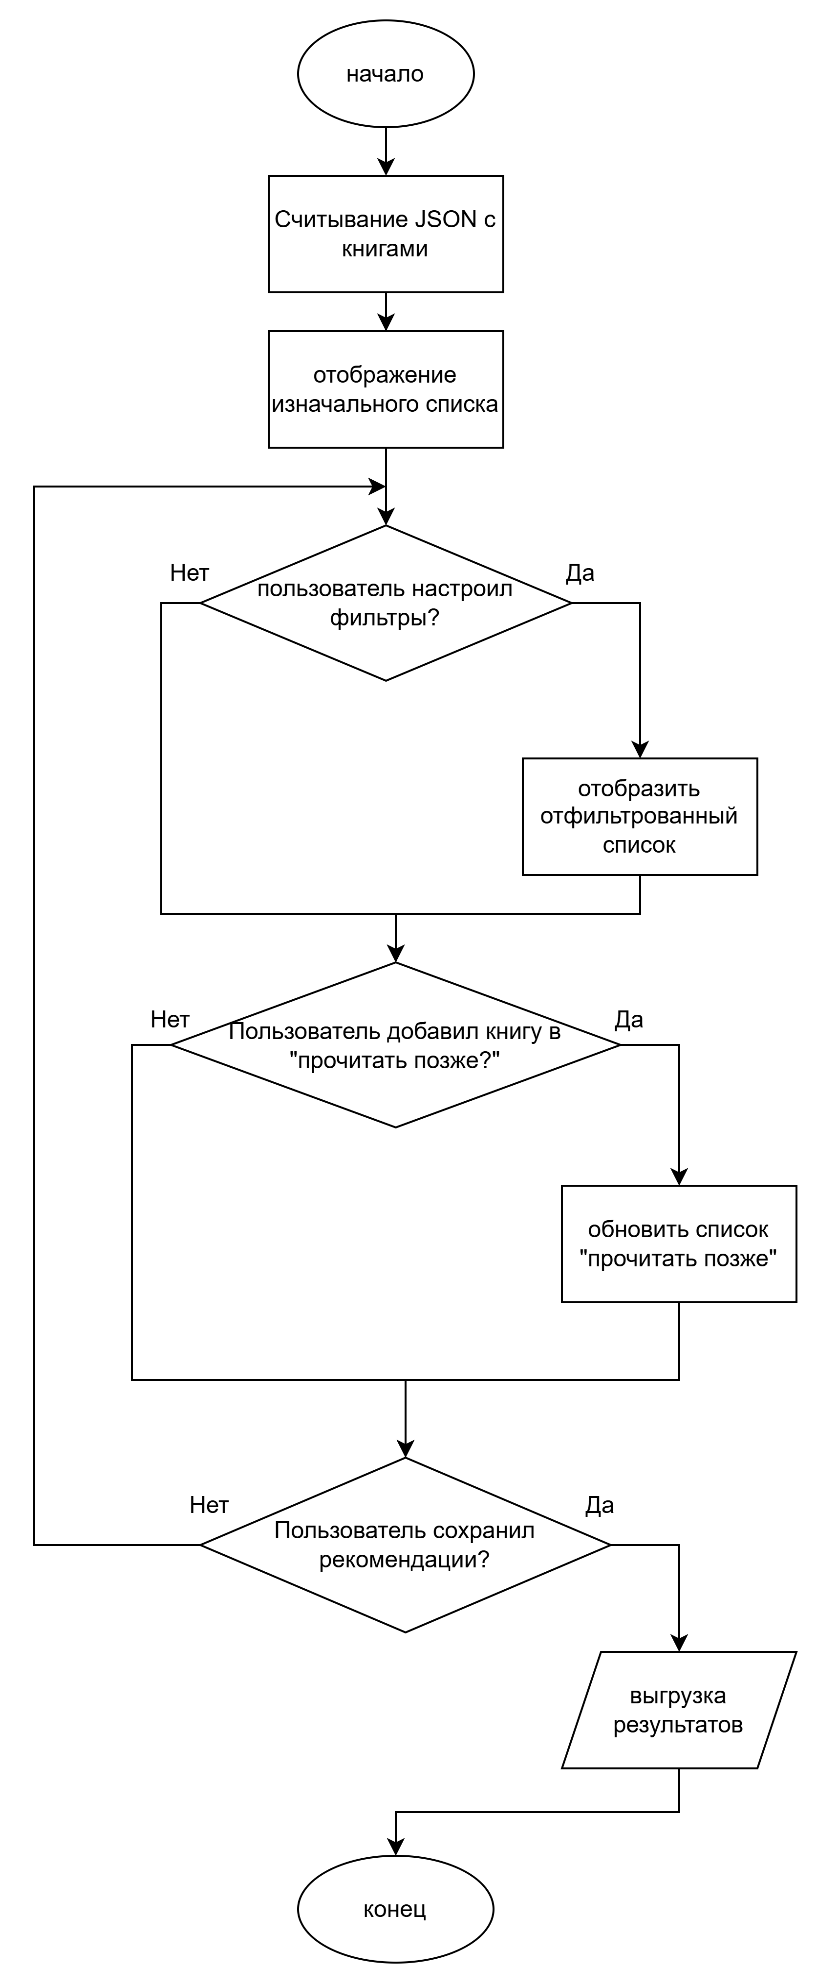 начало
Считывание JSON с
книгами
отображение
изначального списка
Нет
Да
пользователь настроил
фильтры?
отобразить
отфильтрованный
список
Нет
Да
Пользователь добавил книгу в
"прочитать позже?"
обновить список
"прочитать позже"
Нет
Да
Пользователь сохранил
рекомендации?
выгрузка
результатов
конец